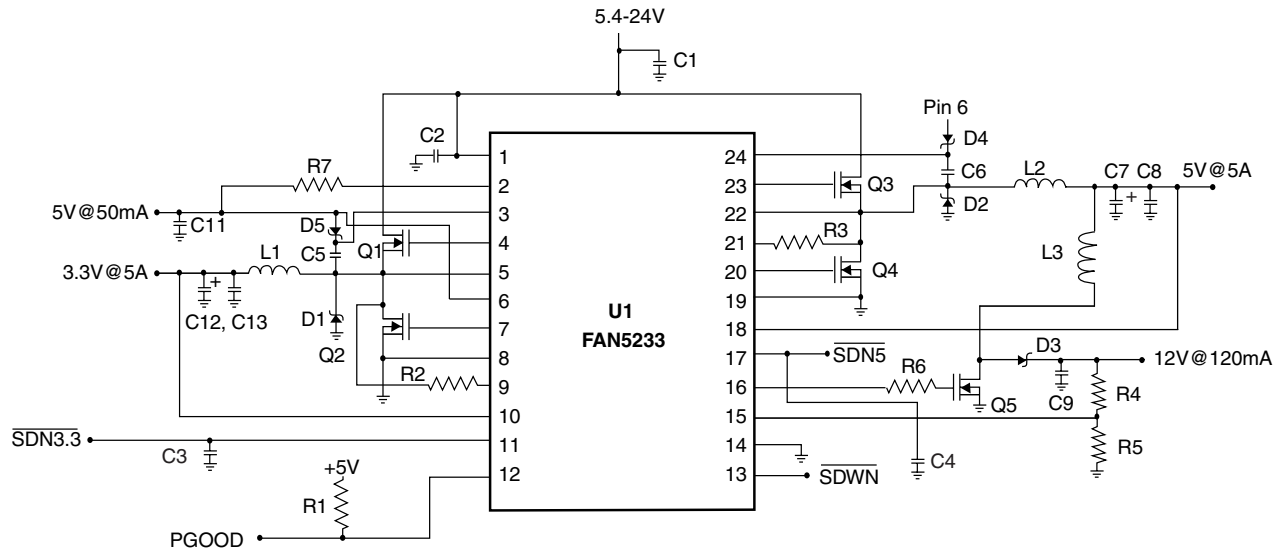 5.4-24V
C1
Pin 6
D4
C2
1
24
C6
L2
C7
C8
5V@5A
R7
2
23
Q3
D2
5V@50mA
C11
3
22
D5
R3
L3
C5
Q1
4
21
L1
3.3V@5A
5
20
Q4
6
19
U1
FAN5233
C12, C13
D1
7
18
Q2
8
17
SDN5
D3
12V@120mA
R2
9
16
R6
Q5
C9
R4
10
15
SDN3.3
11
14
R5
C3
C4
+5V
12
13
SDWN
R1
PGOOD
+
+